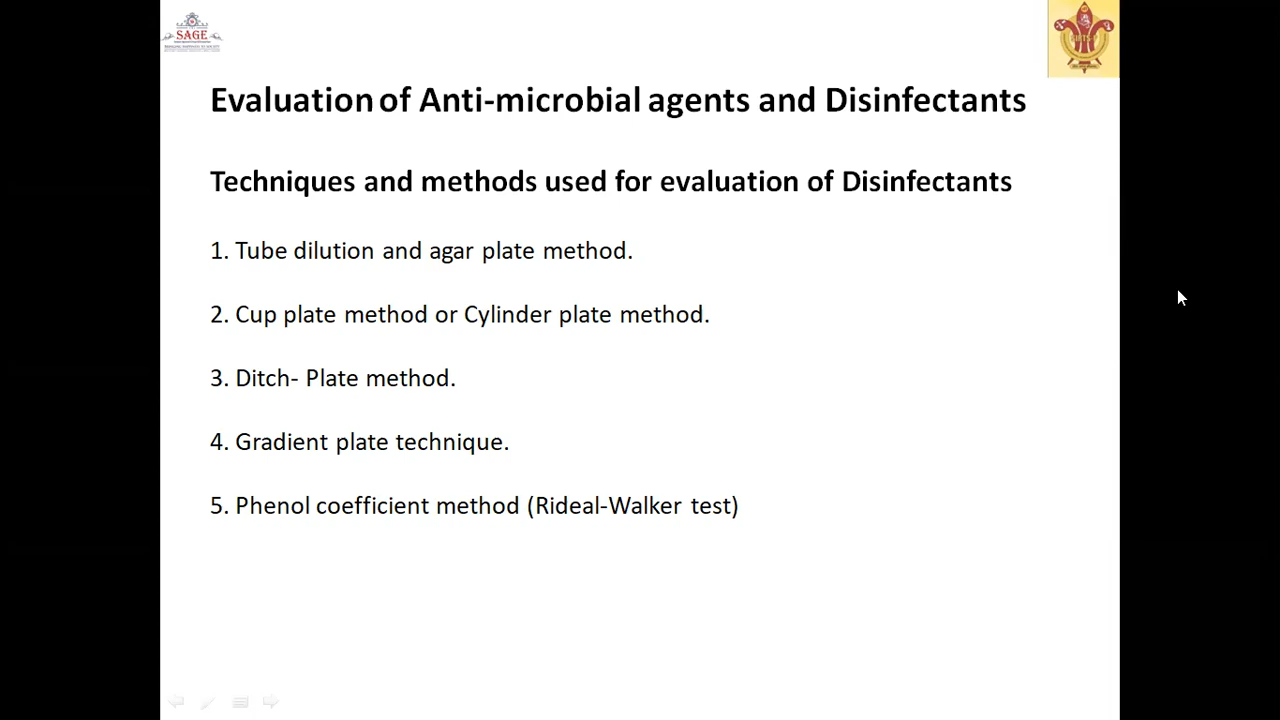 SAGE
Evaluation of Anti-microbial agents and Disinfectants
Techniques and methods used for evaluation of Disinfectants
1. Tube dilution and agar plate method.
2. Cup plate method or Cylinder plate method.
3. Ditch- Plate method.
4. Gradient plate technique.
5. Phenol coefficient method (Rideal-Walker test)